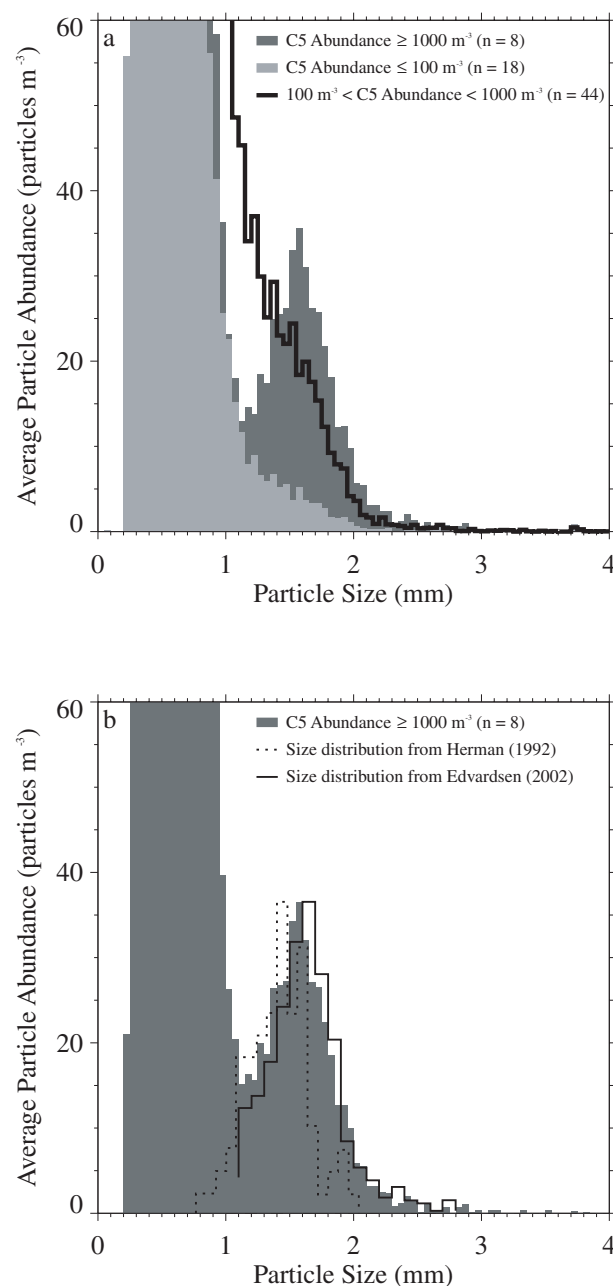 a
C5 Abundance ≥ 1000 m⁻³ (n = 8)
C5 Abundance ≤ 100 m⁻³ (n = 18)
100 m⁻³ < C5 Abundance < 1000 m⁻³ (n = 44)
Average Particle Abundance (particles m⁻³)
60
40
20
0
0 1 2 3 4
Particle Size (mm)
b
C5 Abundance ≥ 1000 m⁻³ (n = 8)
Size distribution from Herman (1992)
Size distribution from Edvardsen (2002)
Average Particle Abundance (particles m⁻³)
60
40
20
0
0 1 2 3 4
Particle Size (mm)